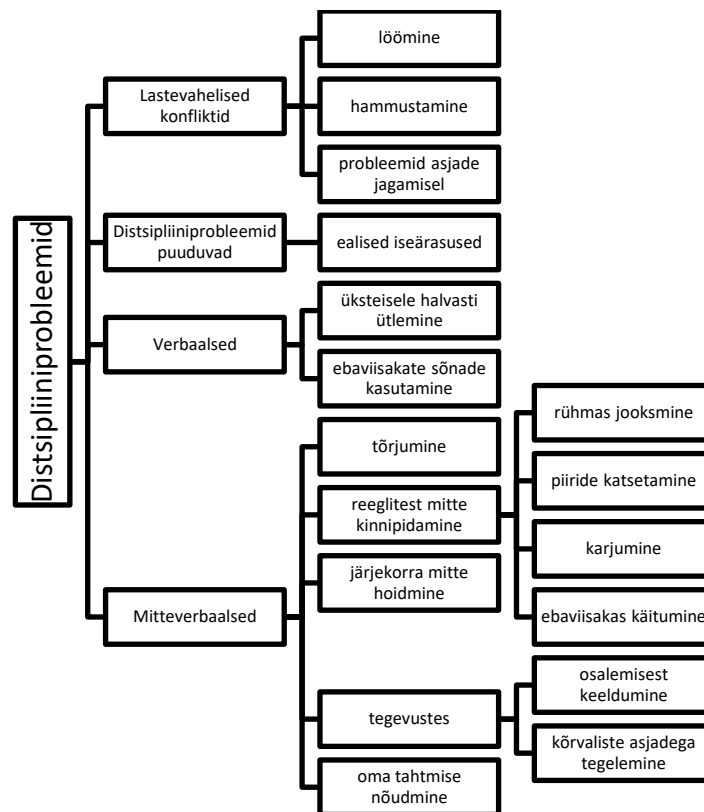 Distsipliiniprobleemid
Lastevahelised
konfliktid
löömine
hammustamine
probleemid asjade
jagamisel
Distsipliiniprobleemid
puuduvad
ealised iseärasused
Verbaalsed
üksteisele halvasti
ütlemine
ebaviisakate sõnade
kasutamine
Mitteverbaalsed
tõrjumine
reeglitest mitte
kinnipidamine
rühmas jooksmine
piiride katsetamine
karjumine
ebaviisakas käitumine
järjekorra mitte
hoidmine
tegevustes
osalemisest
keeldumine
kõrvaliste asjadega
tegelemine
oma tahtmise
nõudmine